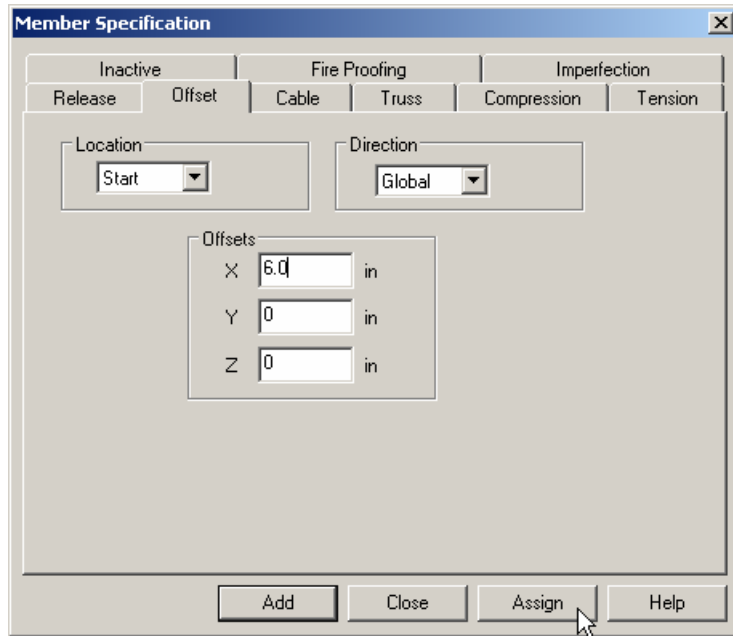 Member Specification
Inactive Fire Proofing Imperfection
Release Offset Cable Truss Compression Tension
Location Direction
Start Global
Offsets
X 6.0 in
Y 0 in
Z 0 in
Add Close Assign Help